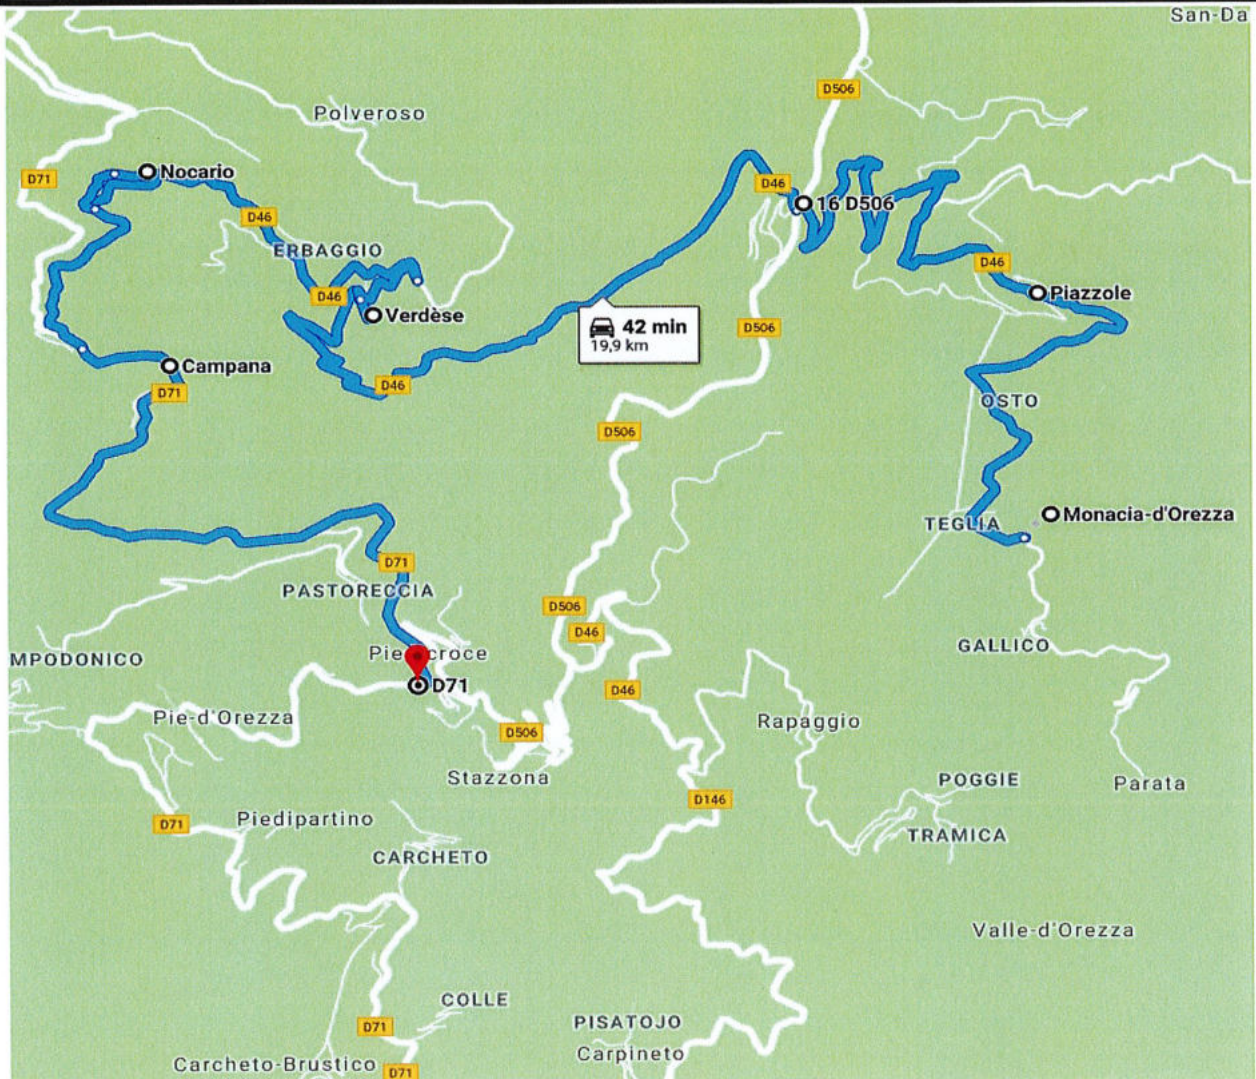 San-Da
D506
Polveroso
D71
Nocario
D46
D46
16 D506
ERBAGGIO
D46
D46
Piazzole
Verdèse
42 min
19,9 km
D506
Campana
D71
D46
OSTO
D506
Monacia-d'Orezza
TEGLIA
D71
PASTORECCIA
D506
D46
GALLICO
MPODONICO
D71
D46
Pie-d'Orezza
Rapaggio
D506
Stazzona
POGGIE
Parata
D146
D71
Piedipartino
TRAMICA
CARCHETO
Valle-d'Orezza
COLLE
D71
PISATOJO
Carpineto
Carcheto-Brustico
D71